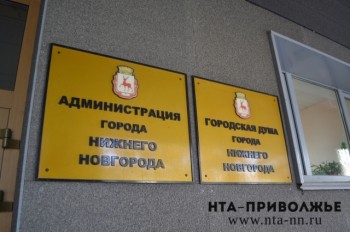 АДМИНИСТРАЦИЯ
ГОРОДА
НИЖНЕГО
НОВГОРОДА
ГОРОДСКАЯ ДУМА
ГОРОДА
НИЖНЕГО
НОВГОРОДА
НТА-ПРИВОЛЖЬЕ
www.nta-nn.ru